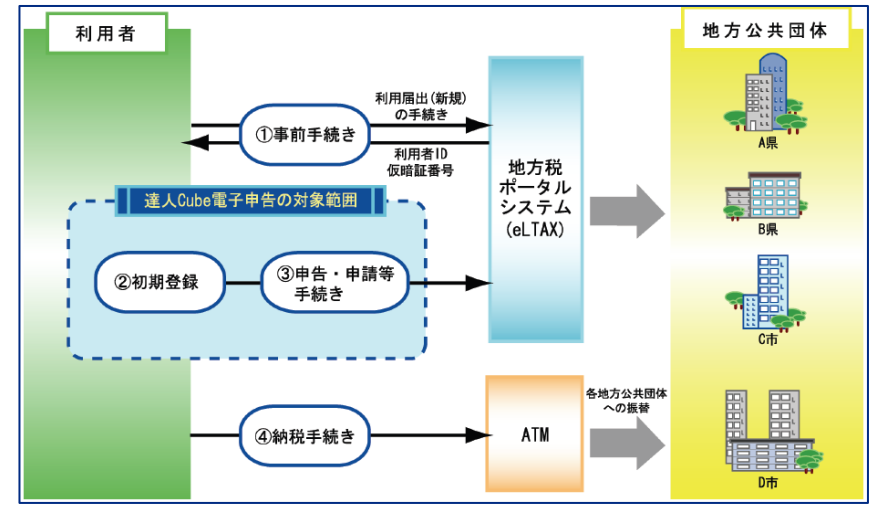 利用者
地方公共団体
利用届出(新規)
の手続き
①事前手続き
利用者ID
仮暗証番号
地方税
ポータル
システム
(eLTAX)
A県
達人Cube電子申告の対象範囲
B県
②初期登録
③申告・申請等
手続き
C市
④納税手続き
ATM
各地方公共団体
への振替
D市